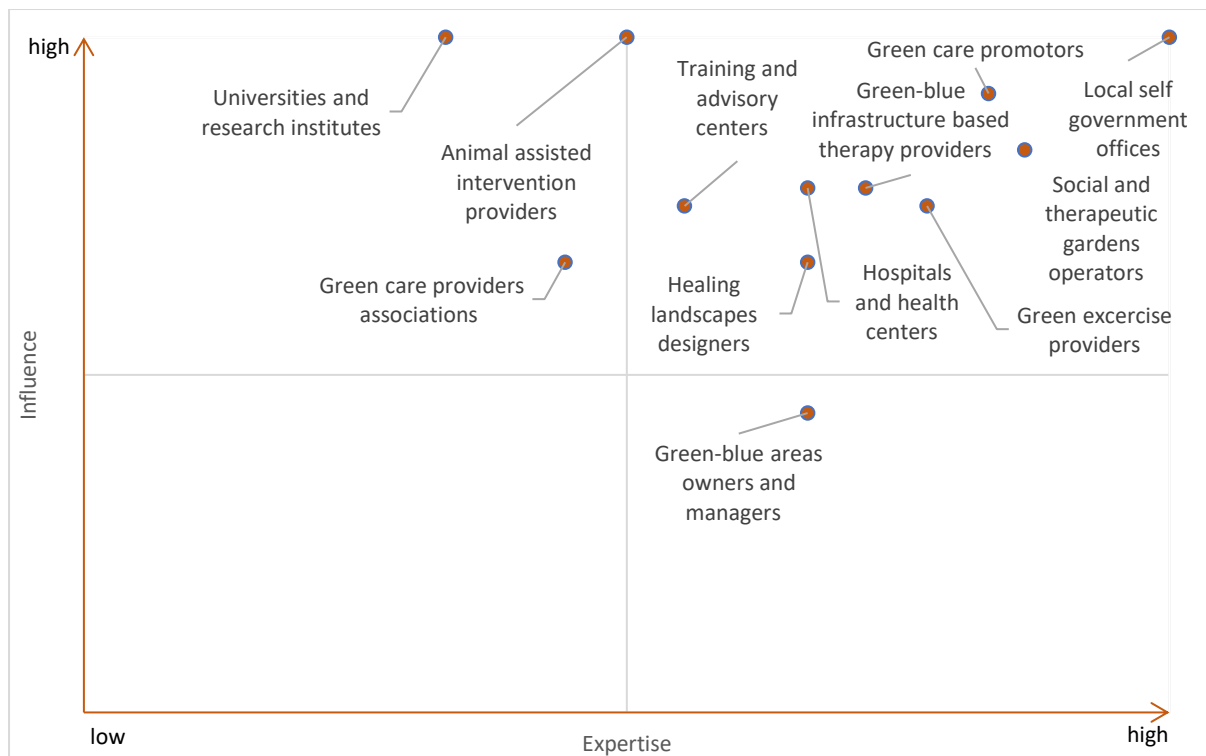 high
Universities and
research institutes
Animal assisted
intervention
providers
Green care providers
associations
Training and
advisory
centers
Green care promotors
Green-blue
infrastructure based
therapy providers
Local self
government
offices
Social and
therapeutic
gardens
operators
Healing
landscapes
designers
Hospitals
and health
centers
Green excercise
providers
Influence
Green-blue areas
owners and
managers
low
Expertise
high